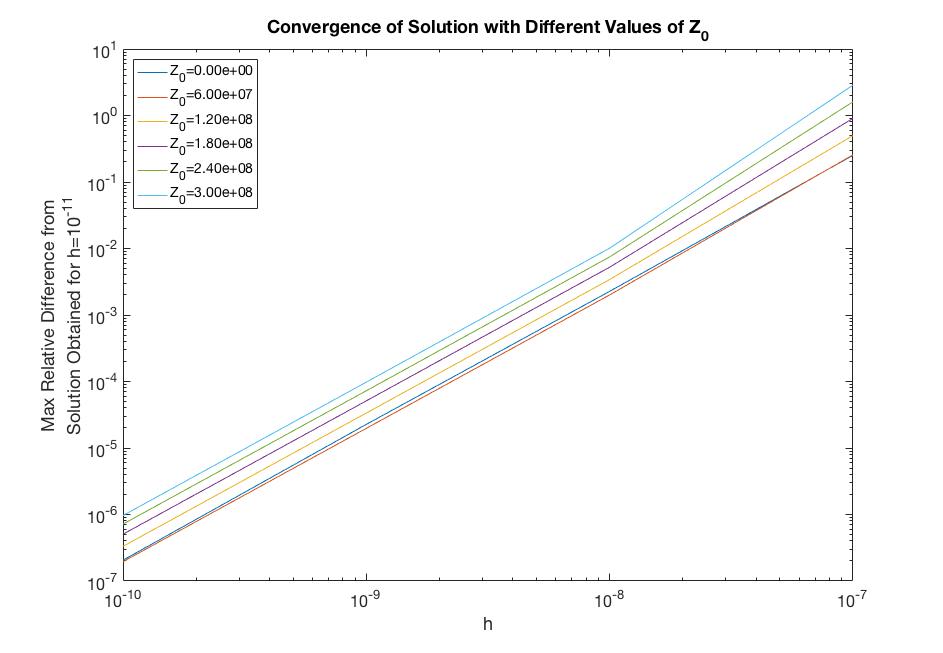 Convergence of Solution with Different Values of Z0
Max Relative Difference from
Solution Obtained for h=10^-11
10^1
10^0
10^-1
10^-2
10^-3
10^-4
10^-5
10^-6
10^-7
Z0=0.00e+00
Z0=6.00e+07
Z0=1.20e+08
Z0=1.80e+08
Z0=2.40e+08
Z0=3.00e+08
10^-10 10^-9 10^-8 10^-7
h